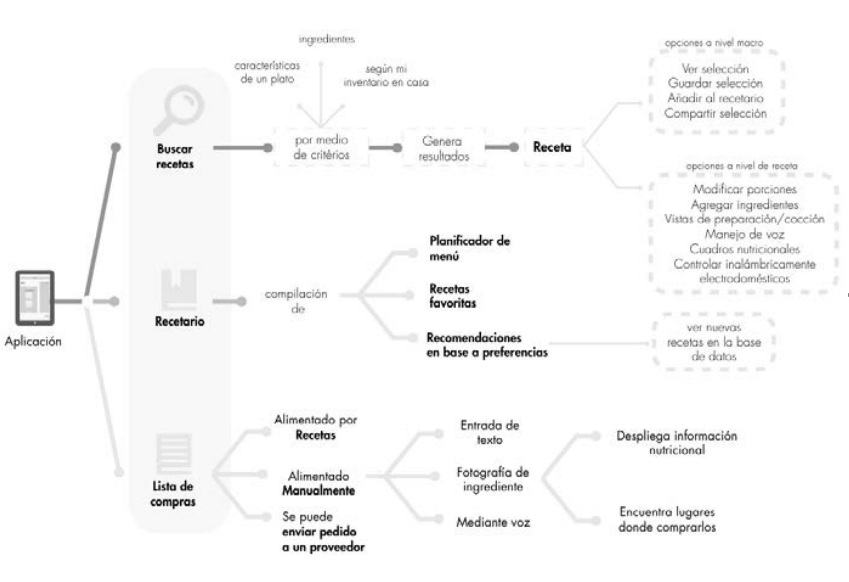 ingredientes
características
de un plato
según mi
inventario en casa
opciones a nivel macro
Ver selección
Guardar selección
Añadir al recetario
Compartir selección
Buscar
recetas
por medio
de critérios
Genera
resultados
Receta
opciones a nivel de receta
Modificar porciones
Agregar ingredientes
Vistas de preparación/cocción
Manejo de voz
Cuadros nutricionales
Controlar inalámbricamente
electrodomésticos
Aplicación
Recetario
compilación
de
Planificador de
menú
Recetas
favoritas
Recomendaciones
en base a preferencias
ver nuevas
recetas en la base
de datos
Lista de
compras
Alimentado por
Recetas
Alimentado
Manualmente
Se puede
enviar pedido
a un proveedor
Entrada de
texto
Fotografía de
ingrediente
Mediante voz
Despliega información
nutricional
Encuentra lugares
donde comprarlos